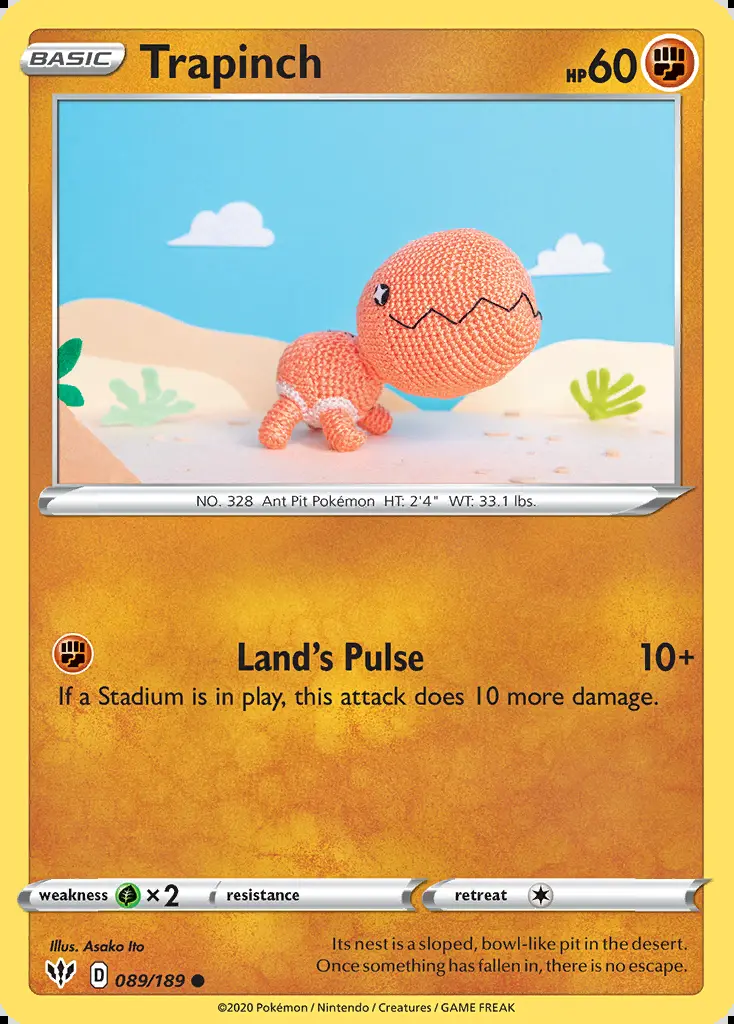 BASIC Trapinch HP60
NO. 328 Ant Pit Pokémon HT: 2'4" WT: 33.1 lbs.
Land's Pulse 10+
If a Stadium is in play, this attack does 10 more damage.
weakness ×2 resistance retreat
Illus. Asako Ito
Its nest is a sloped, bowl-like pit in the desert.
Once something has fallen in, there is no escape.
D 089/189
©2020 Pokémon / Nintendo / Creatures / GAME FREAK